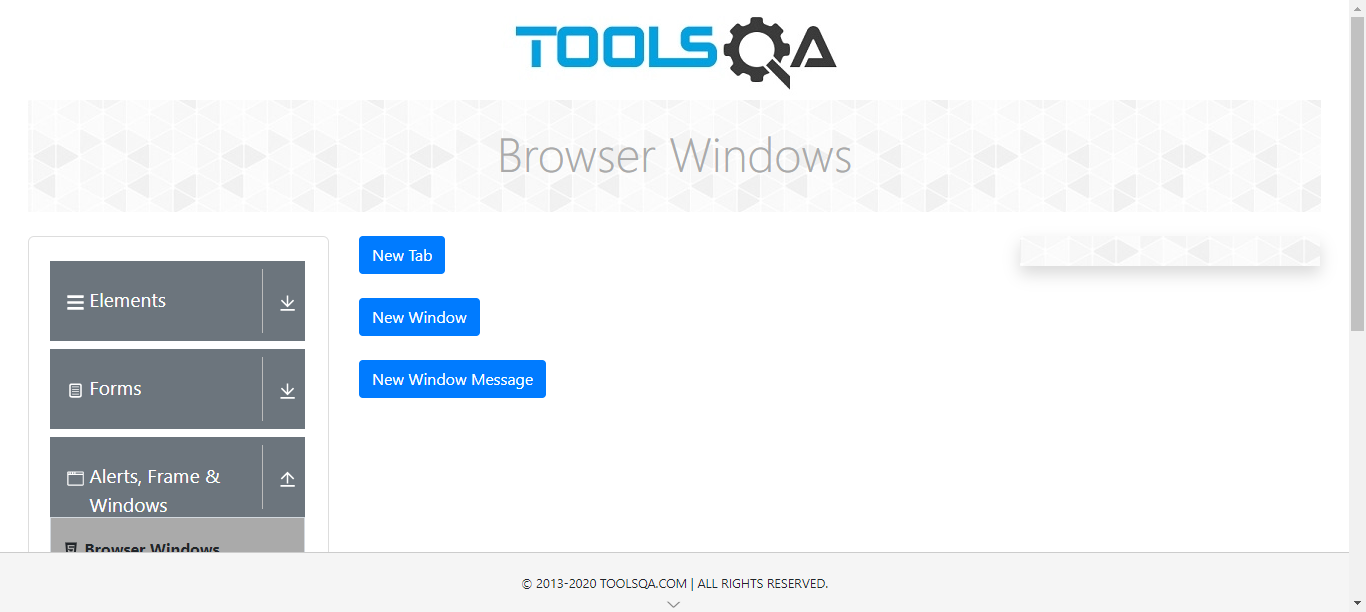 TOOLSQA
Browser Windows
Elements
Forms
Alerts, Frame &
Windows
Browser Windows
New Tab
New Window
New Window Message
© 2013-2020 TOOLSQA.COM | ALL RIGHTS RESERVED.